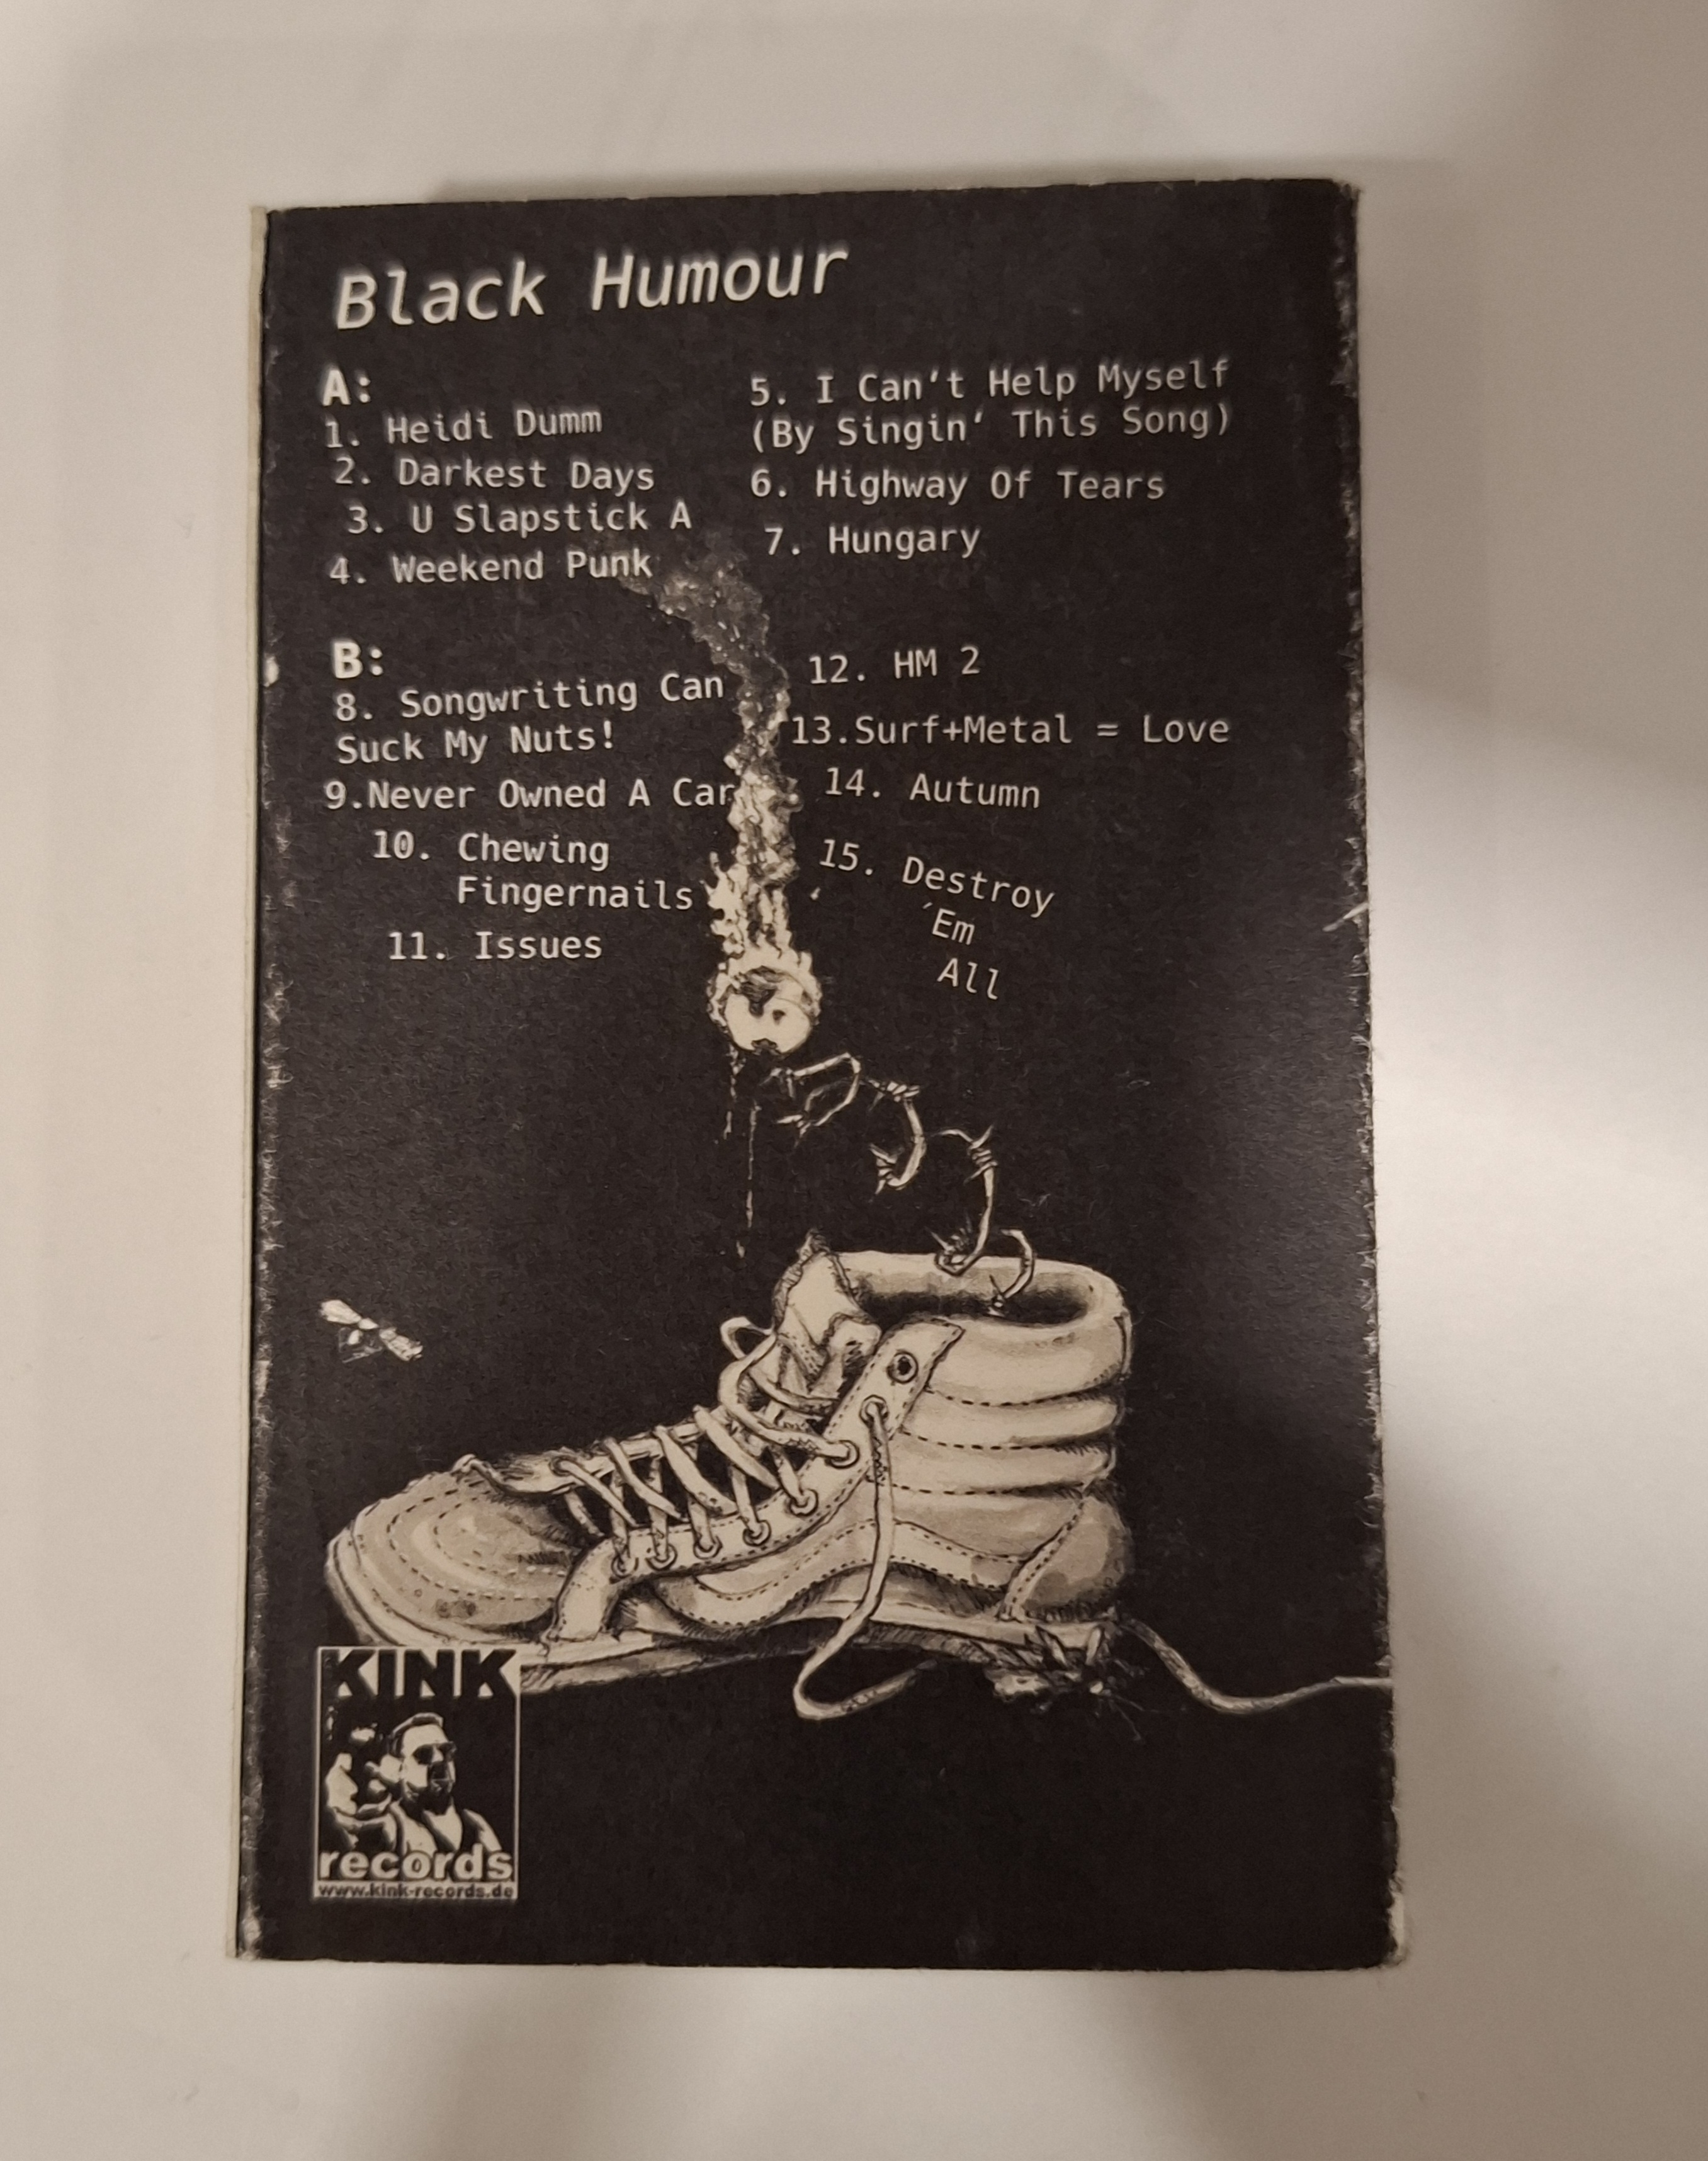 Black Humour
A:
1. Heidi Dumm
2. Darkest Days
3. U Slapstick A
4. Weekend Punk
5. I Can't Help Myself
(By Singin' This Song)
6. Highway Of Tears
7. Hungary
B:
8. Songwriting Can
Suck My Nuts!
9.Never Owned A Car
10. Chewing
Fingernails
11. Issues
12. HM 2
13.Surf+Metal = Love
14. Autumn
15. Destroy
´Em
All
KINK
records
www.kink-records.de